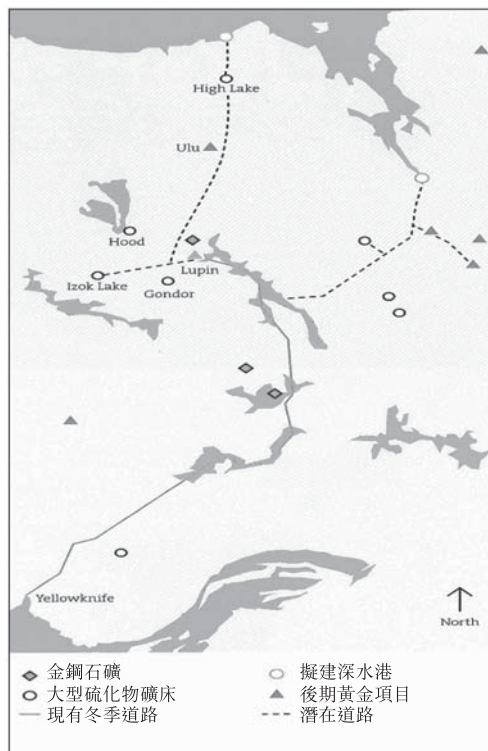 High Lake
Ulu
Hood
Lupin
Izok Lake
Gondor
Yellowknife
North
金鋼石礦
擬建深水港
大型硫化物礦床
後期黃金項目
現有冬季道路
潛在道路